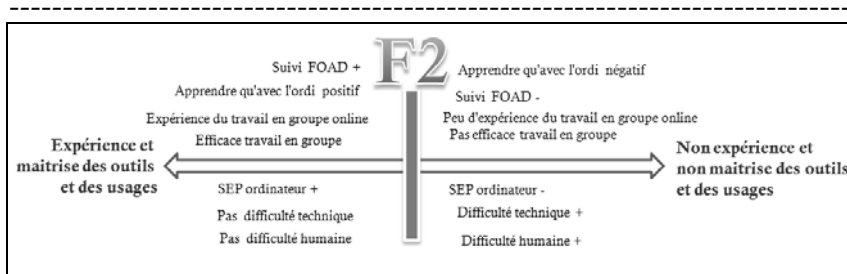 F2
Suivi FOAD +
Apprendre qu'avec l'ordi positif
Expérience du travail en groupe online
Efficace travail en groupe
Apprendre qu'avec l'ordi négatif
Suivi FOAD -
Peu d'expérience du travail en groupe online
Pas efficace travail en groupe
Expérience et
maitrise des outils
et des usages
Non expérience et
non maitrise des outils
et des usages
SEP ordinateur +
Pas difficulté technique
Pas difficulté humaine
SEP ordinateur -
Difficulté technique +
Difficulté humaine +